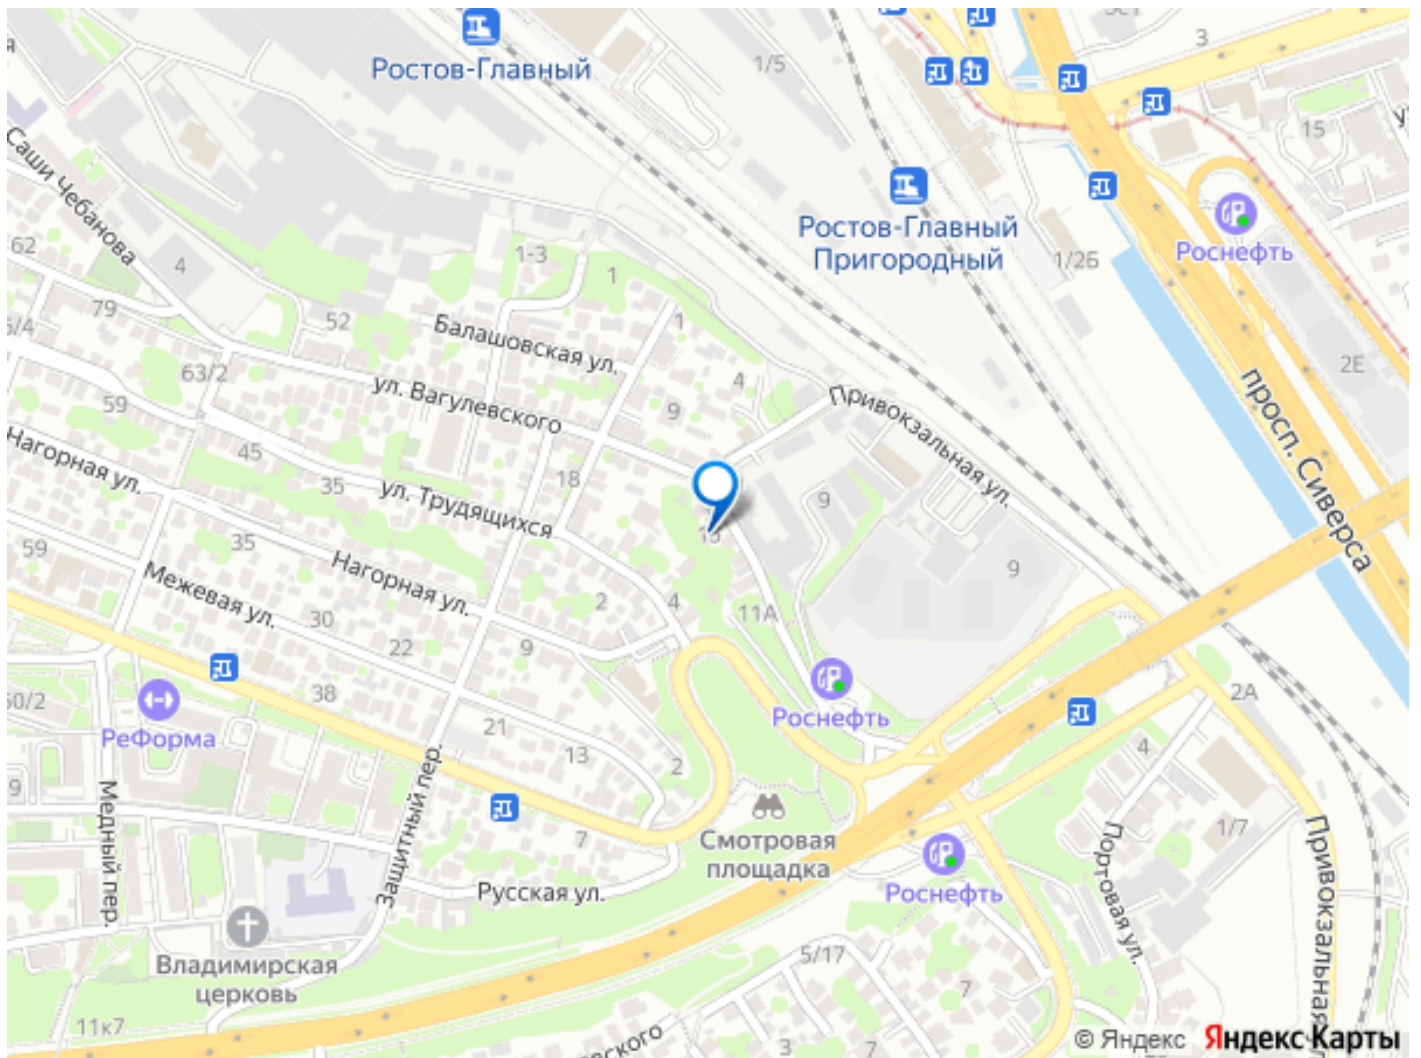 Ростов-Главный
1/5
3
15
Саши Чебанова
Ростов-Главный
Пригородный
1/2Б
Роснефть
62
4
1-3
1
79
52
1
Балашовская ул.
63/2
ул. Вагулевского
4
9
Привокзальная ул.
просп. Сиверса
2Е
59
Нагорная ул.
45
35
ул. Трудящихся
18
9
13
59
35
Нагорная ул.
9
Межевая ул.
30
2
4
11А
22
9
38
РеФорма
21
13
2
Роснефть
2А
4
Медный пер.
Защитный пер.
7
Смотровая
площадка
Русская ул.
Роснефть
1/7
Портовая ул.
Привокзальная
Владимирская
церковь
5/17
7
11к7
3
7
© Яндекс Яндекс Карты